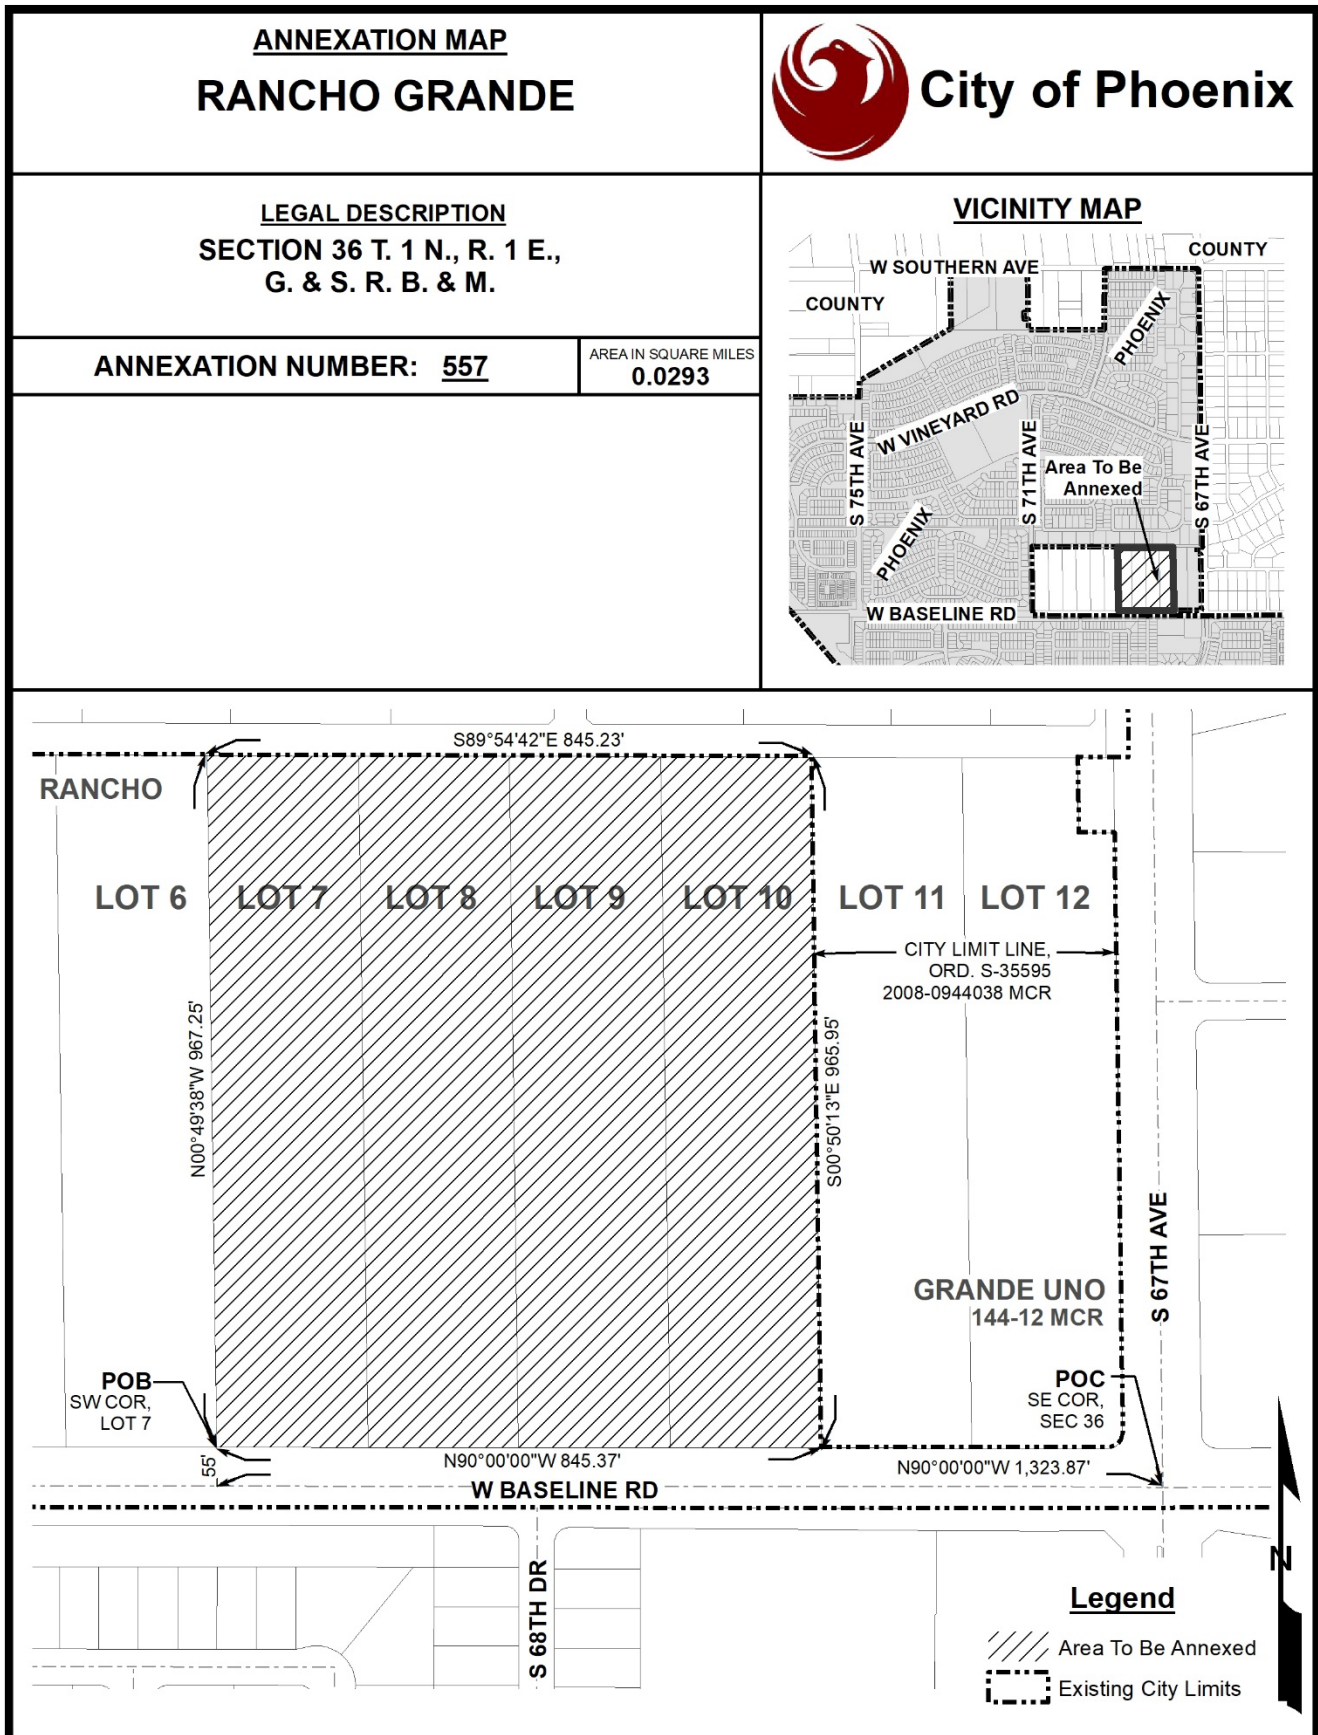 ANNEXATION MAP
RANCHO GRANDE
City of Phoenix
LEGAL DESCRIPTION
SECTION 36 T. 1 N., R. 1 E.,
G. & S. R. B. & M.
ANNEXATION NUMBER: 557
AREA IN SQUARE MILES
0.0293
VICINITY MAP
COUNTY
W SOUTHERN AVE
COUNTY
PHOENIX
W VINEYARD RD
S 75TH AVE
S 71TH AVE
S 67TH AVE
Area To Be
Annexed
PHOENIX
W BASELINE RD
S89°54'42"E 845.23'
RANCHO
LOT 6
LOT 7
LOT 8
LOT 9
LOT 10
LOT 11
LOT 12
CITY LIMIT LINE,
ORD. S-35595
2008-0944038 MCR
N00°49'38"W 967.25'
S00°50'13"E 965.95'
S 67TH AVE
GRANDE UNO
144-12 MCR
POB
SW COR,
LOT 7
POC
SE COR,
SEC 36
55'
N90°00'00"W 845.37'
N90°00'00"W 1,323.87'
W BASELINE RD
S 68TH DR
N
Legend
Area To Be Annexed
Existing City Limits